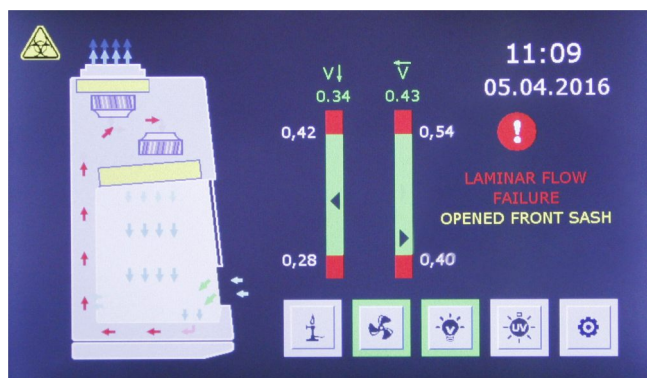 11:09
05.04.2016
V↓
0.34
V
0.43
0,42
0,54
0,28
0,40
LAMINAR FLOW
FAILURE
OPENED FRONT SASH
V
UV